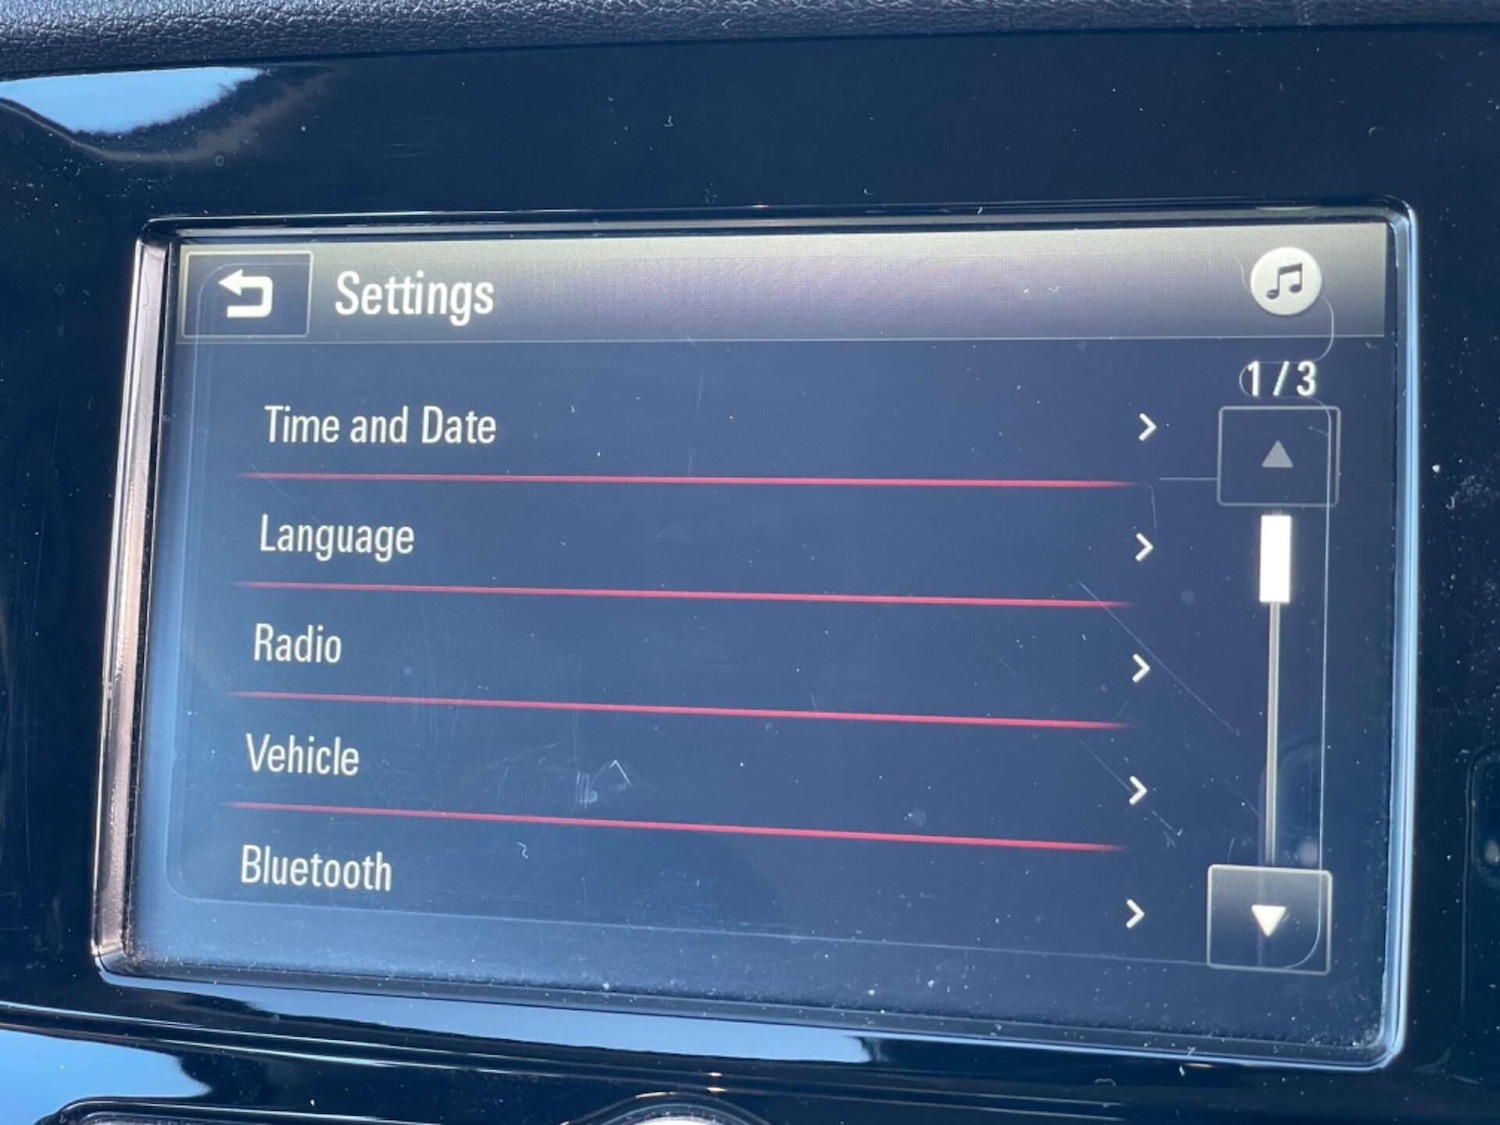 Settings
1/3
Time and Date
Language
Radio
Vehicle
Bluetooth